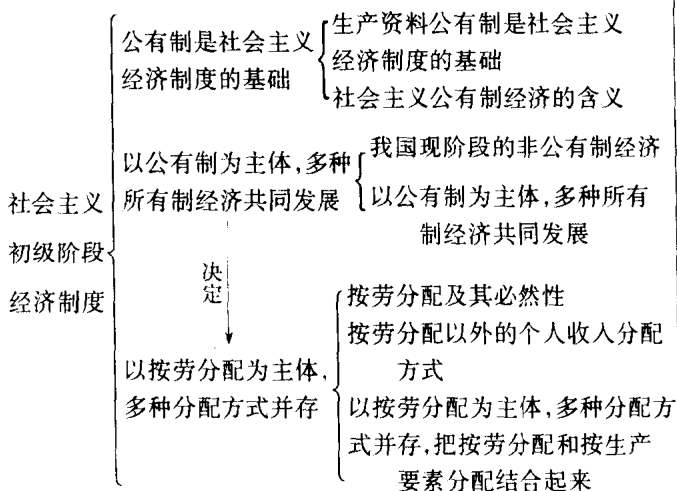 社会主义
初级阶段
经济制度
公有制是社会主义
经济制度的基础
生产资料公有制是社会主义
经济制度的基础
社会主义公有制经济的含义
以公有制为主体,多种
所有制经济共同发展
我国现阶段的非公有制经济
以公有制为主体,多种所有
制经济共同发展
决定
以按劳分配为主体,
多种分配方式并存
按劳分配及其必然性
按劳分配以外的个人收入分配
方式
以按劳分配为主体,多种分配方
式并存,把按劳分配和按生产
要素分配结合起来